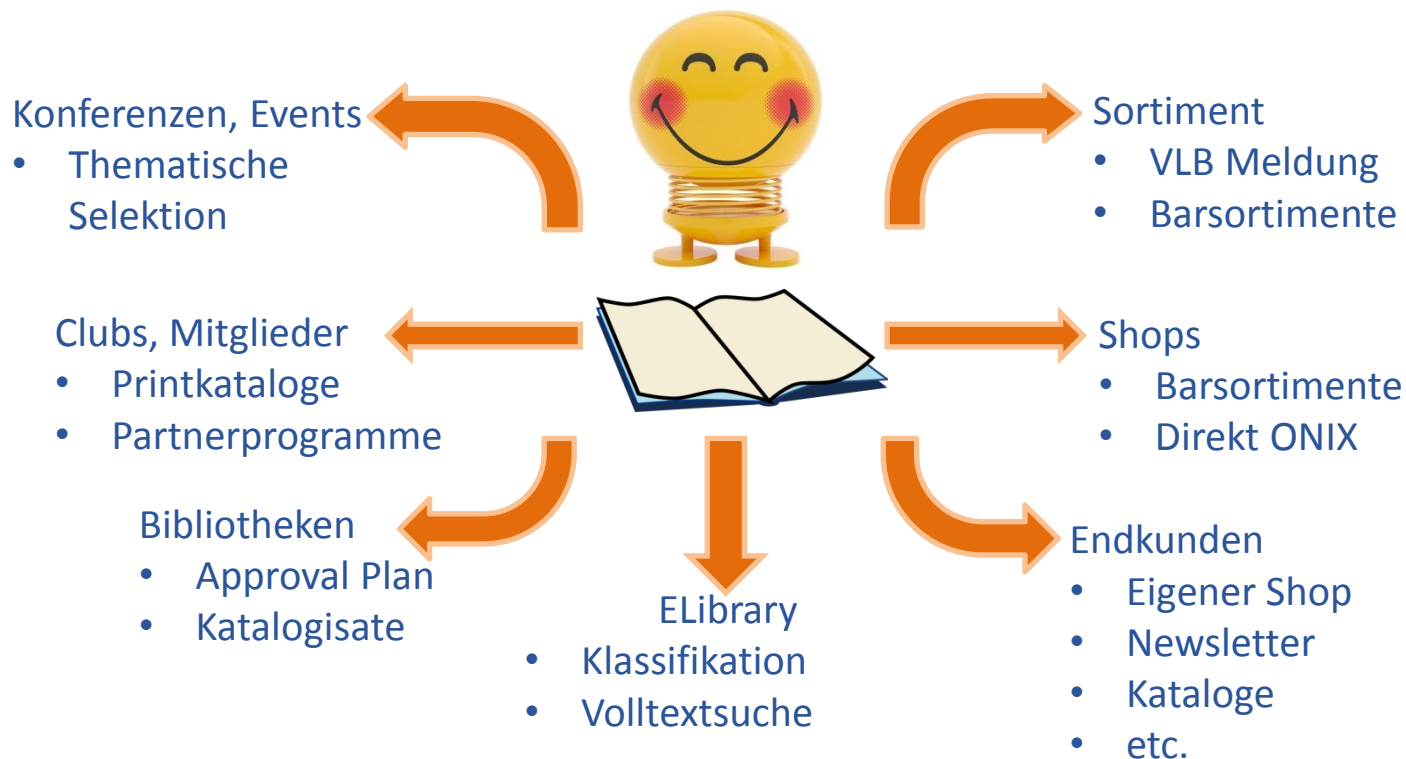 Konferenzen, Events
• Thematische
Selektion
Clubs, Mitglieder
• Printkataloge
• Partnerprogramme
Bibliotheken
• Approval Plan
• Katalogisate
ELibrary
• Klassifikation
• Volltextsuche
Sortiment
• VLB Meldung
• Barsortimente
Shops
• Barsortimente
• Direkt ONIX
Endkunden
• Eigener Shop
• Newsletter
• Kataloge
• etc.